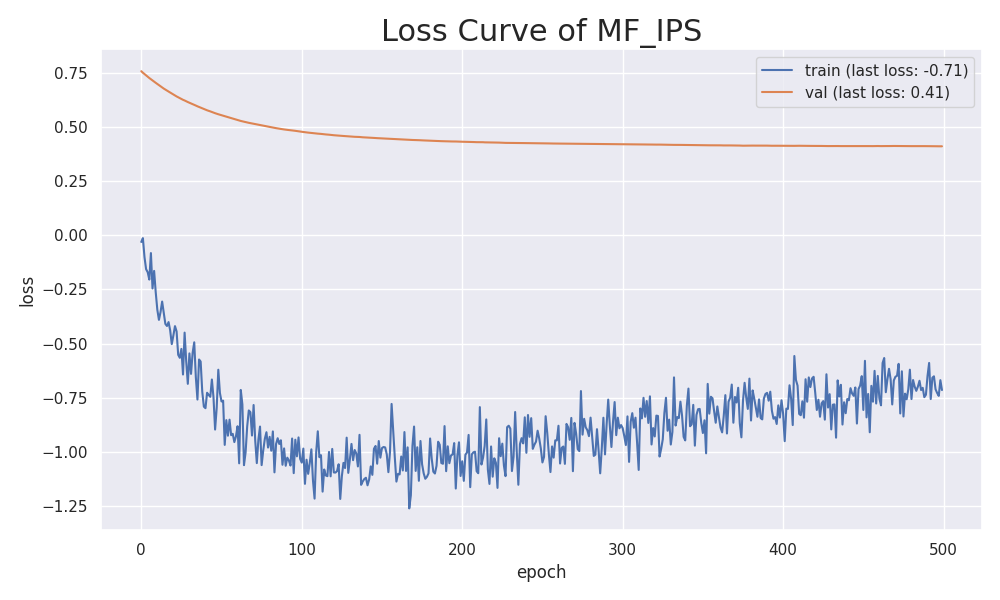 Loss Curve of MF_IPS
train (last loss: -0.71)
val (last loss: 0.41)
0.75
0.50
0.25
0.00
−0.25
−0.50
−0.75
−1.00
−1.25
loss
0 100 200 300 400 500
epoch